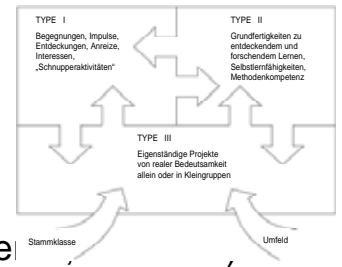 TYPE I
Begegnungen, Impulse,
Entdeckungen, Anreize,
Interessen,
„Schnupperaktivitäten“
TYPE II
Grundfertigkeiten zu
entdeckendem und
forschendem Lernen,
Selbstlernfähigkeiten,
Methodenkompetenz
TYPE III
Eigenständige Projekte
von realer Bedeutsamkeit
allein oder in Kleingruppen
Stammklasse
Umfeld